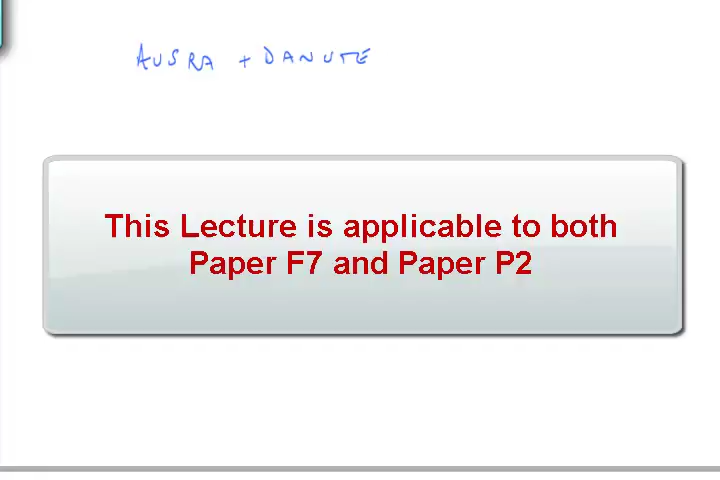 AUSRA + DANUTE
This Lecture is applicable to both
Paper F7 and Paper P2